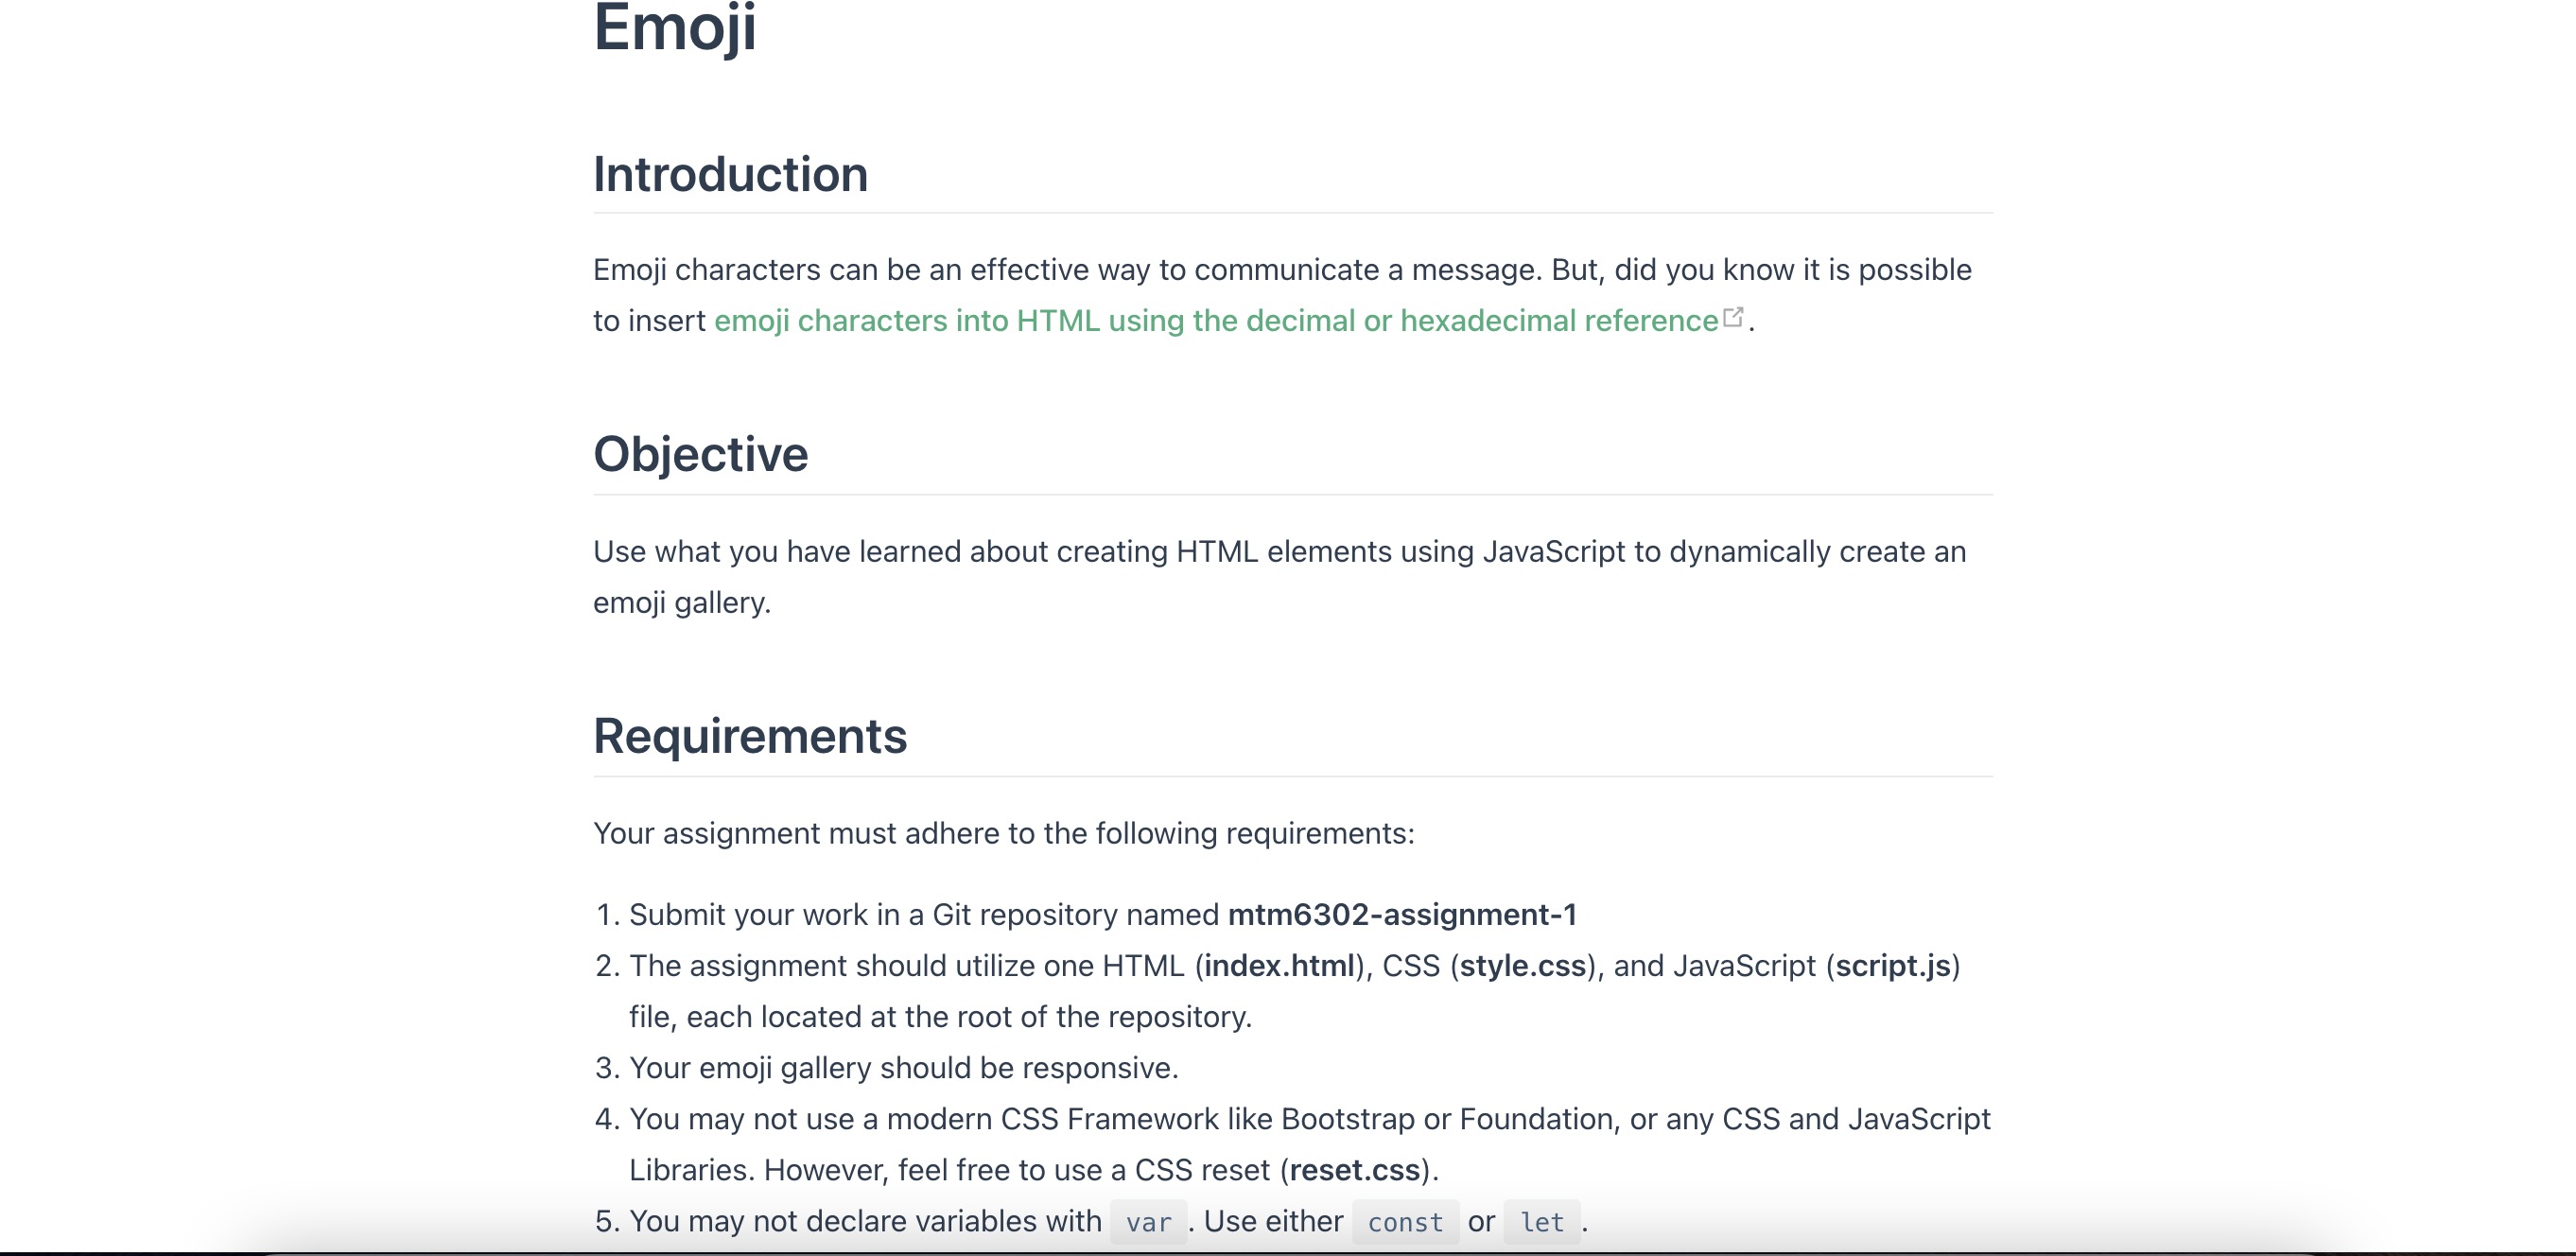 Emoji
Introduction
Emoji characters can be an effective way to communicate a message. But, did you know it is possible
to insert emoji characters into HTML using the decimal or hexadecimal reference.
Objective
Use what you have learned about creating HTML elements using JavaScript to dynamically create an
emoji gallery.
Requirements
Your assignment must adhere to the following requirements:
1. Submit your work in a Git repository named mtm6302-assignment-1
2. The assignment should utilize one HTML (index.html), CSS (style.css), and JavaScript (script.js)
file, each located at the root of the repository.
3. Your emoji gallery should be responsive.
4. You may not use a modern CSS Framework like Bootstrap or Foundation, or any CSS and JavaScript
Libraries. However, feel free to use a CSS reset (reset.css).
5. You may not declare variables with var . Use either const or let .